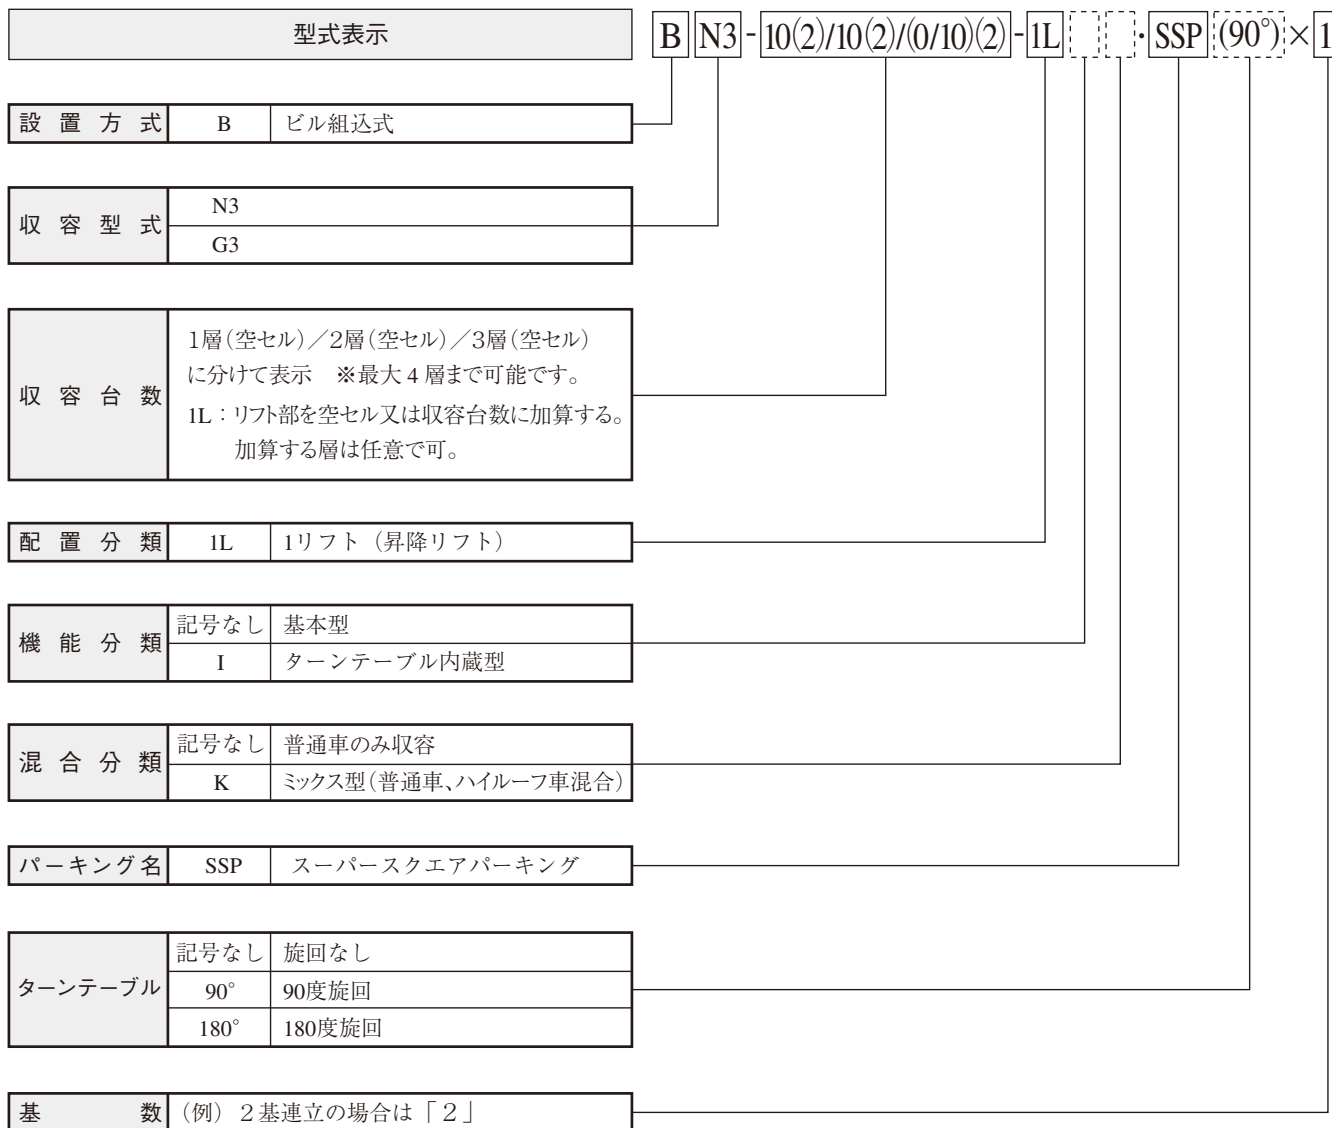 型式表示
B N3 - 10(2)/10(2)/(0/10)(2) - 1L ・ SSP (90°) × 1
設置方式 B ビル組込式
収容型式 N3
G3
収容台数 1層(空セル)/2層(空セル)/3層(空セル)
に分けて表示 ※最大4層まで可能です。
1L:リフト部を空セル又は収容台数に加算する。
加算する層は任意で可。
配置分類 1L 1リフト(昇降リフト)
機能分類 記号なし 基本型
I ターンテーブル内蔵型
混合分類 記号なし 普通車のみ収容
K ミックス型(普通車、ハイルーフ車混合)
パーキング名 SSP スーパースクエアパーキング
ターンテーブル 記号なし 旋回なし
90° 90度旋回
180° 180度旋回
基数 (例) 2基連立の場合は「2」